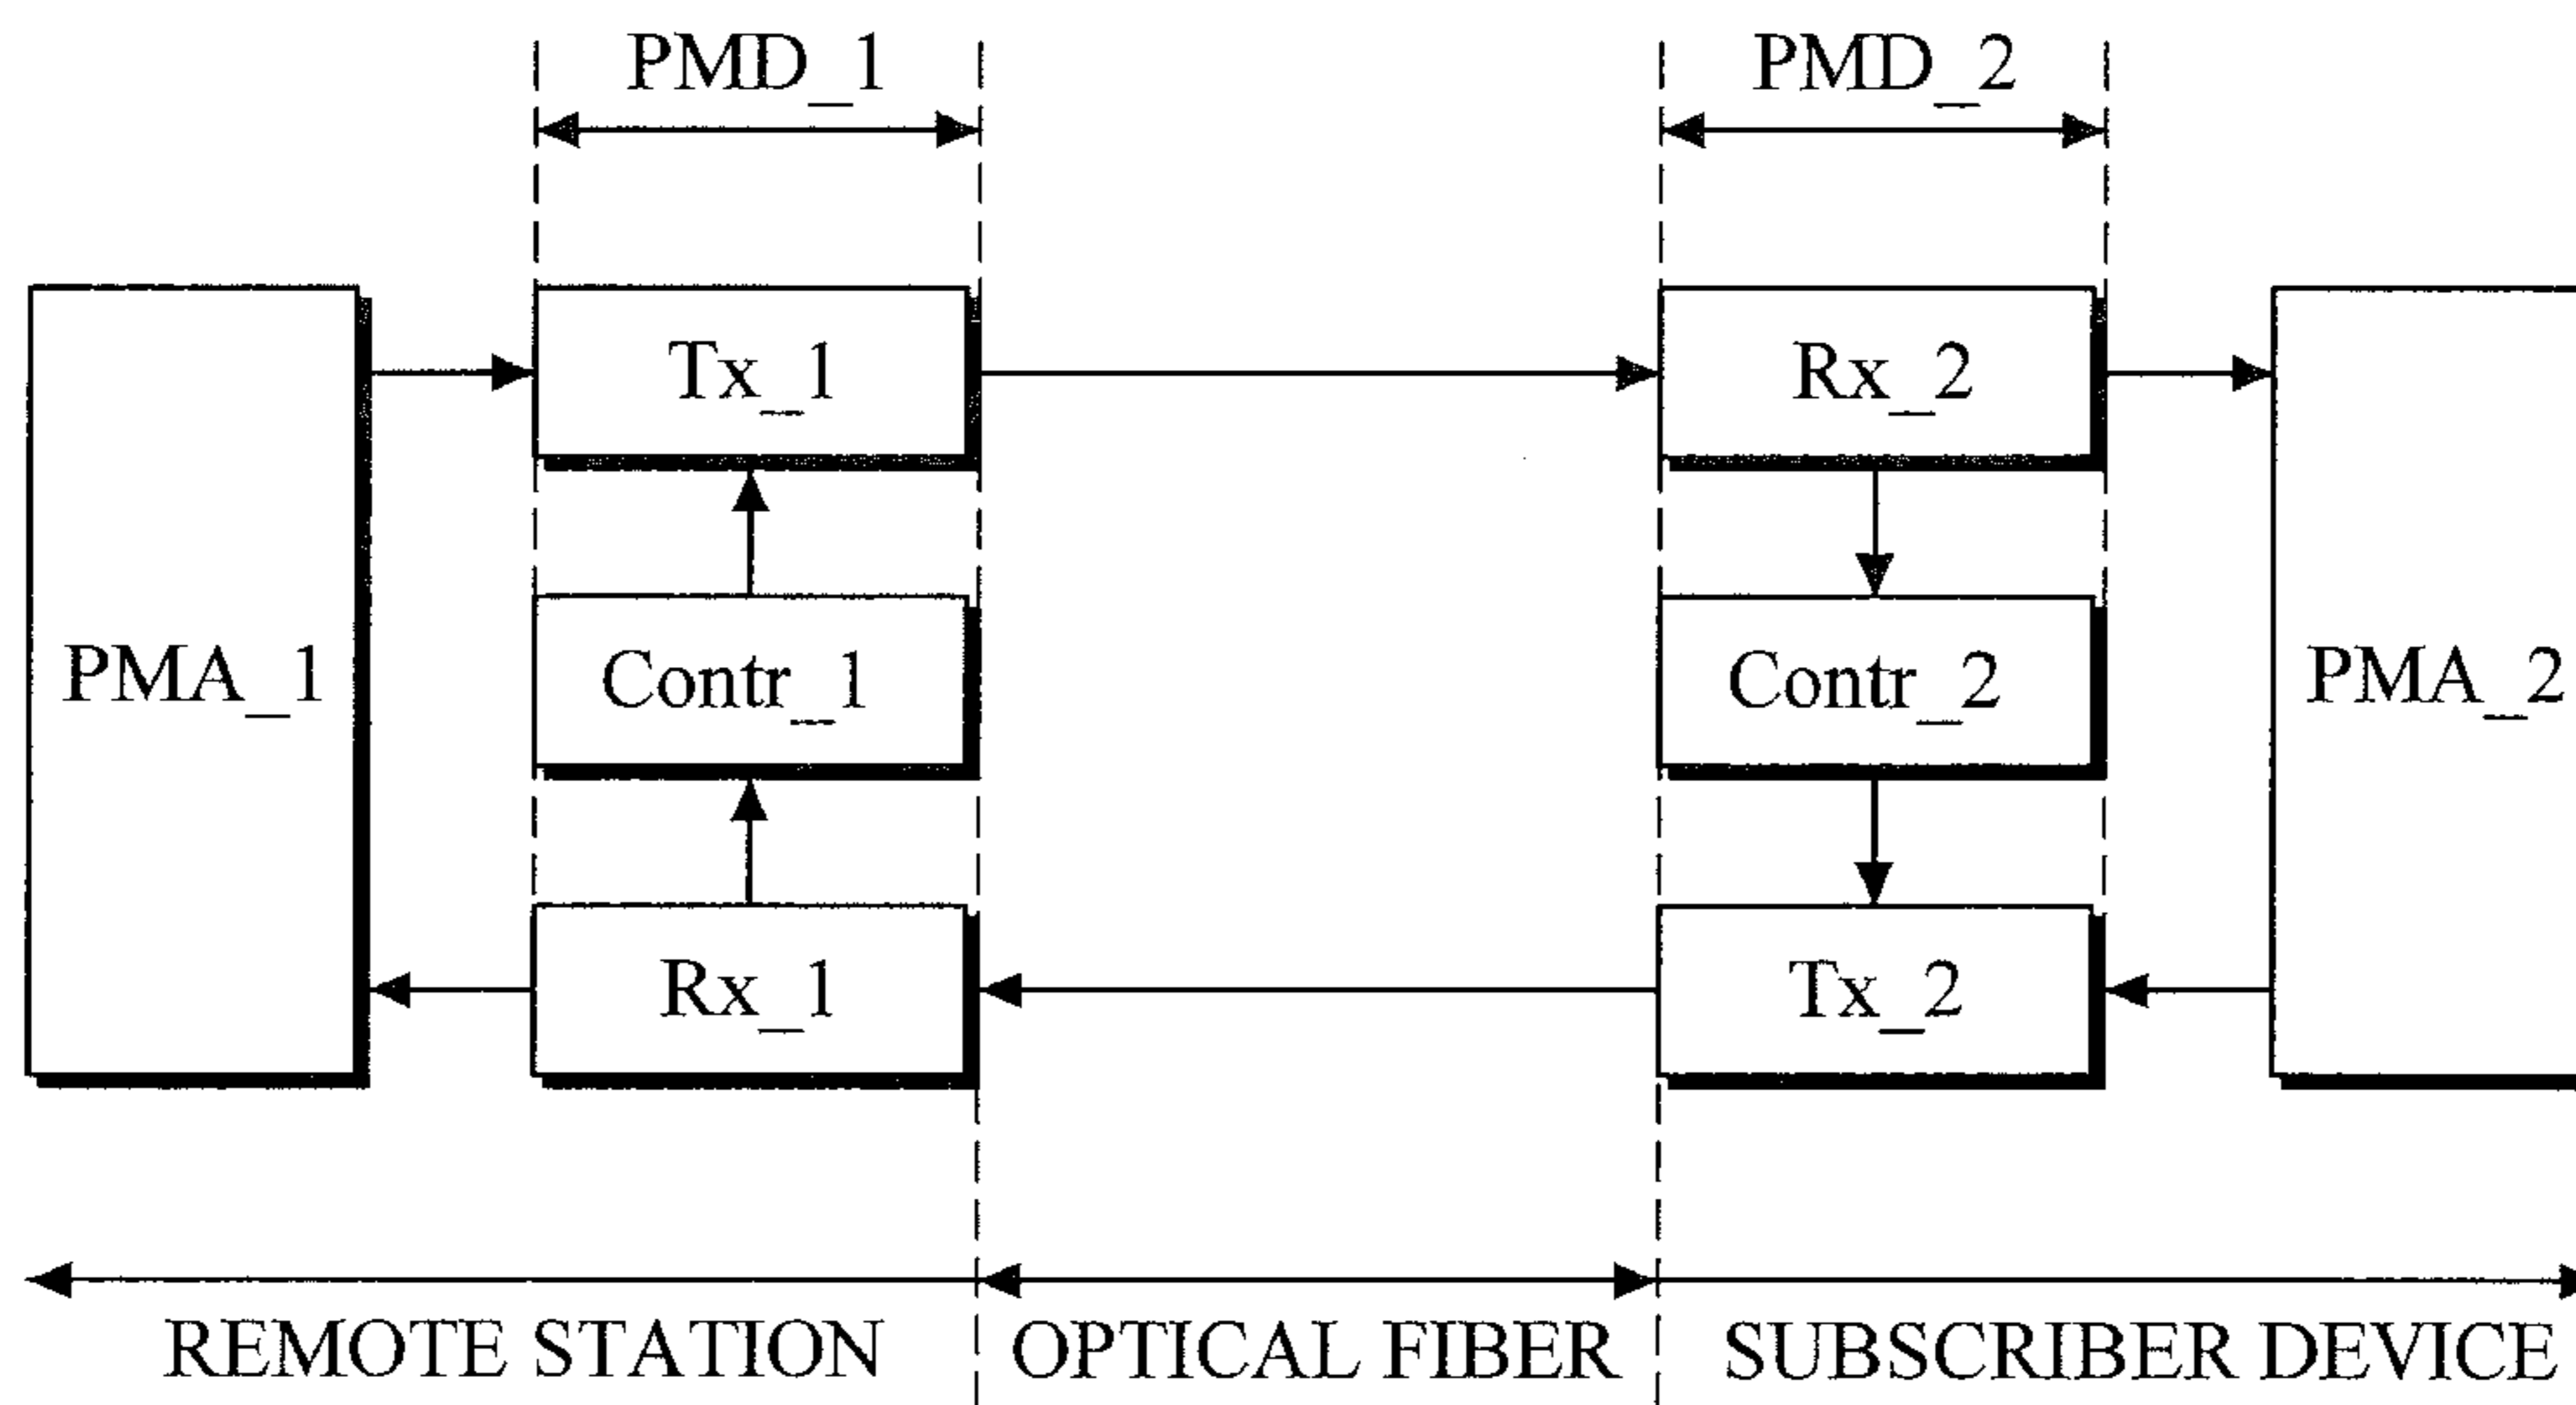 PMD_1
PMD_2
Tx_1
Rx_2
PMA_1
Contr_1
Contr_2
PMA_2
Rx_1
Tx_2
REMOTE STATION
OPTICAL FIBER
SUBSCRIBER DEVICE